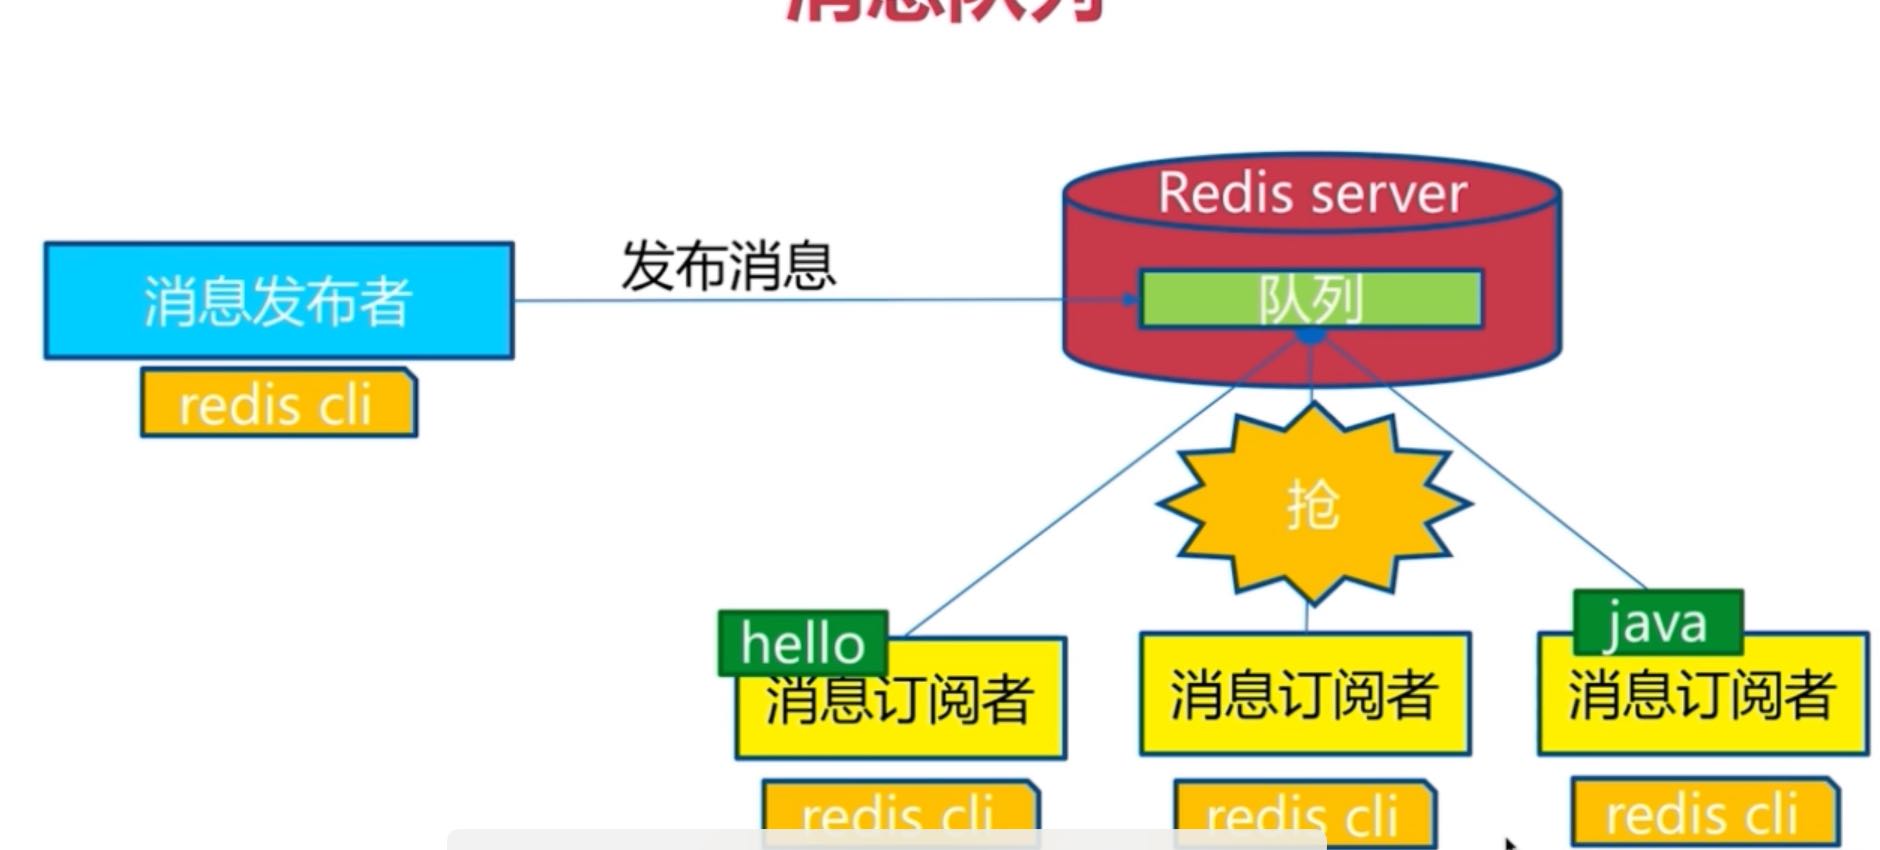 消息队列
Redis server
发布消息
消息发布者
队列
redis cli
抢
hello
java
消息订阅者
消息订阅者
消息订阅者
redis cli
redis cli
redis cli